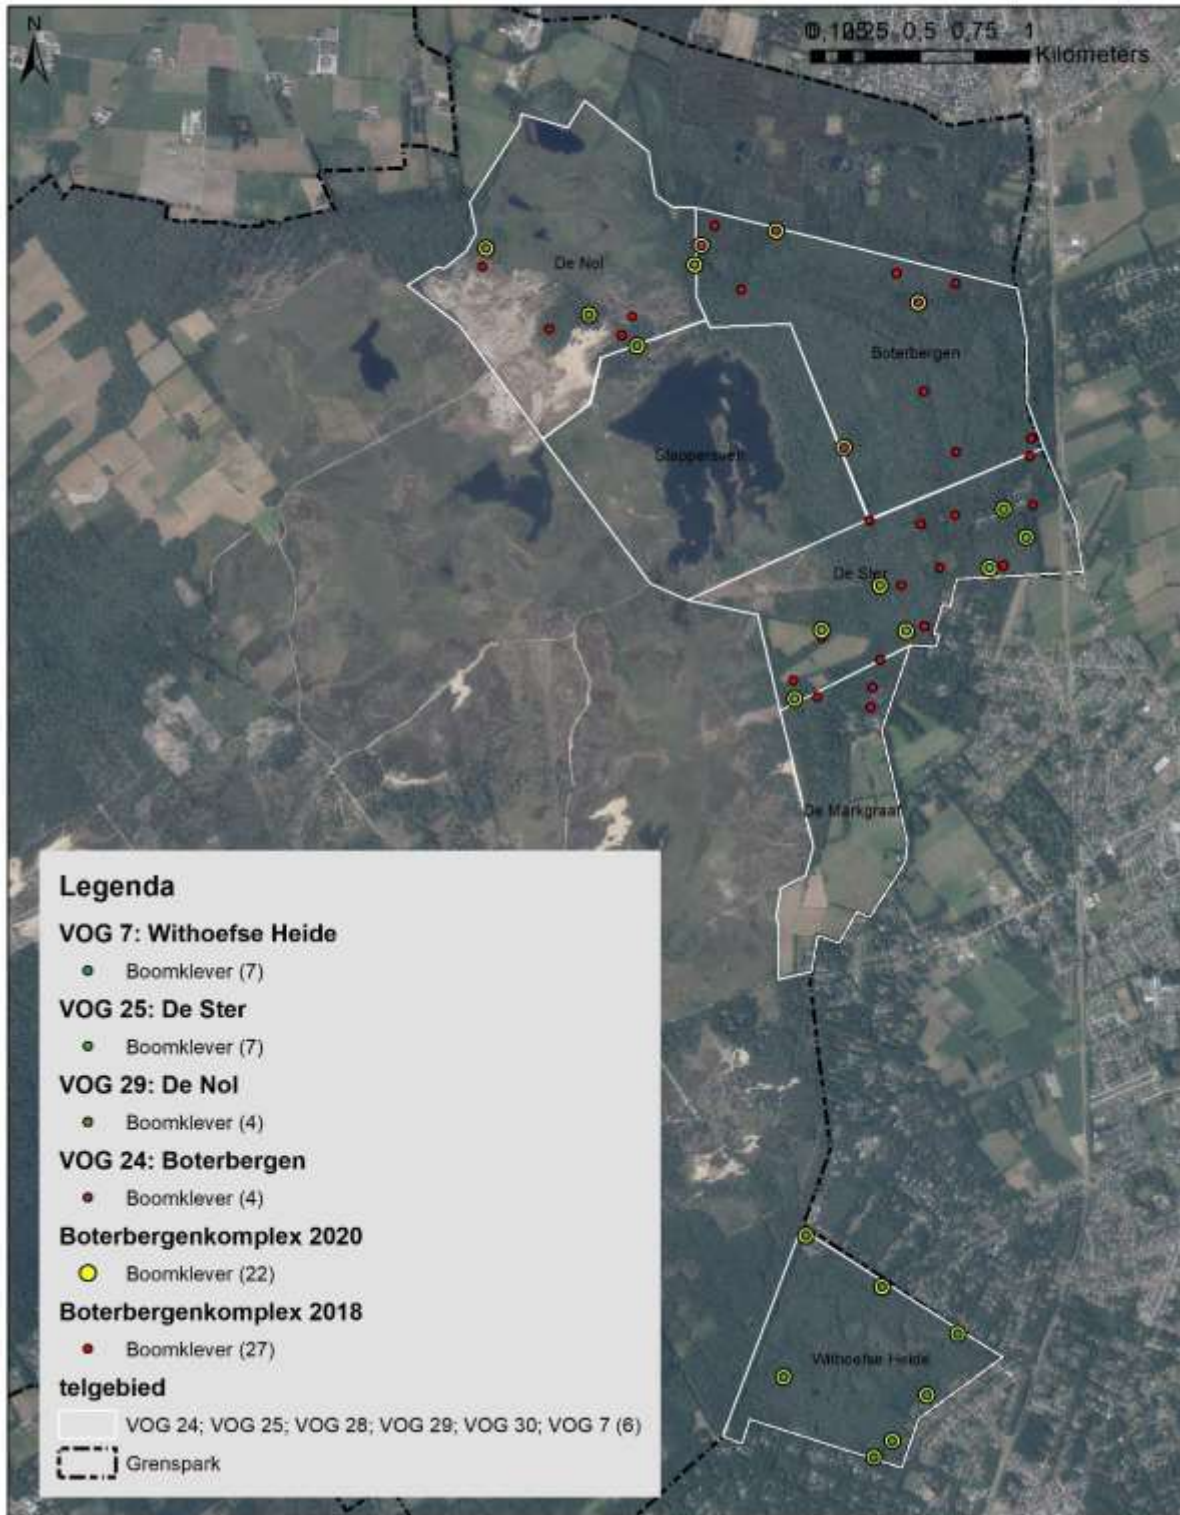 N
0,5
0,75
1
Kilometers
De Nol
Boterbergen
De Ster
De Markgraaf
Withoefse Heide
Legenda
VOG 7: Withoefse Heide
Boomklever (7)
VOG 25: De Ster
Boomklever (7)
VOG 29: De Nol
Boomklever (4)
VOG 24: Boterbergen
Boomklever (4)
Boterbergenkomplex 2020
Boomklever (22)
Boterbergenkomplex 2018
Boomklever (27)
telgebied
VOG 24; VOG 25; VOG 28; VOG 29; VOG 30; VOG 7 (6)
Grenspark